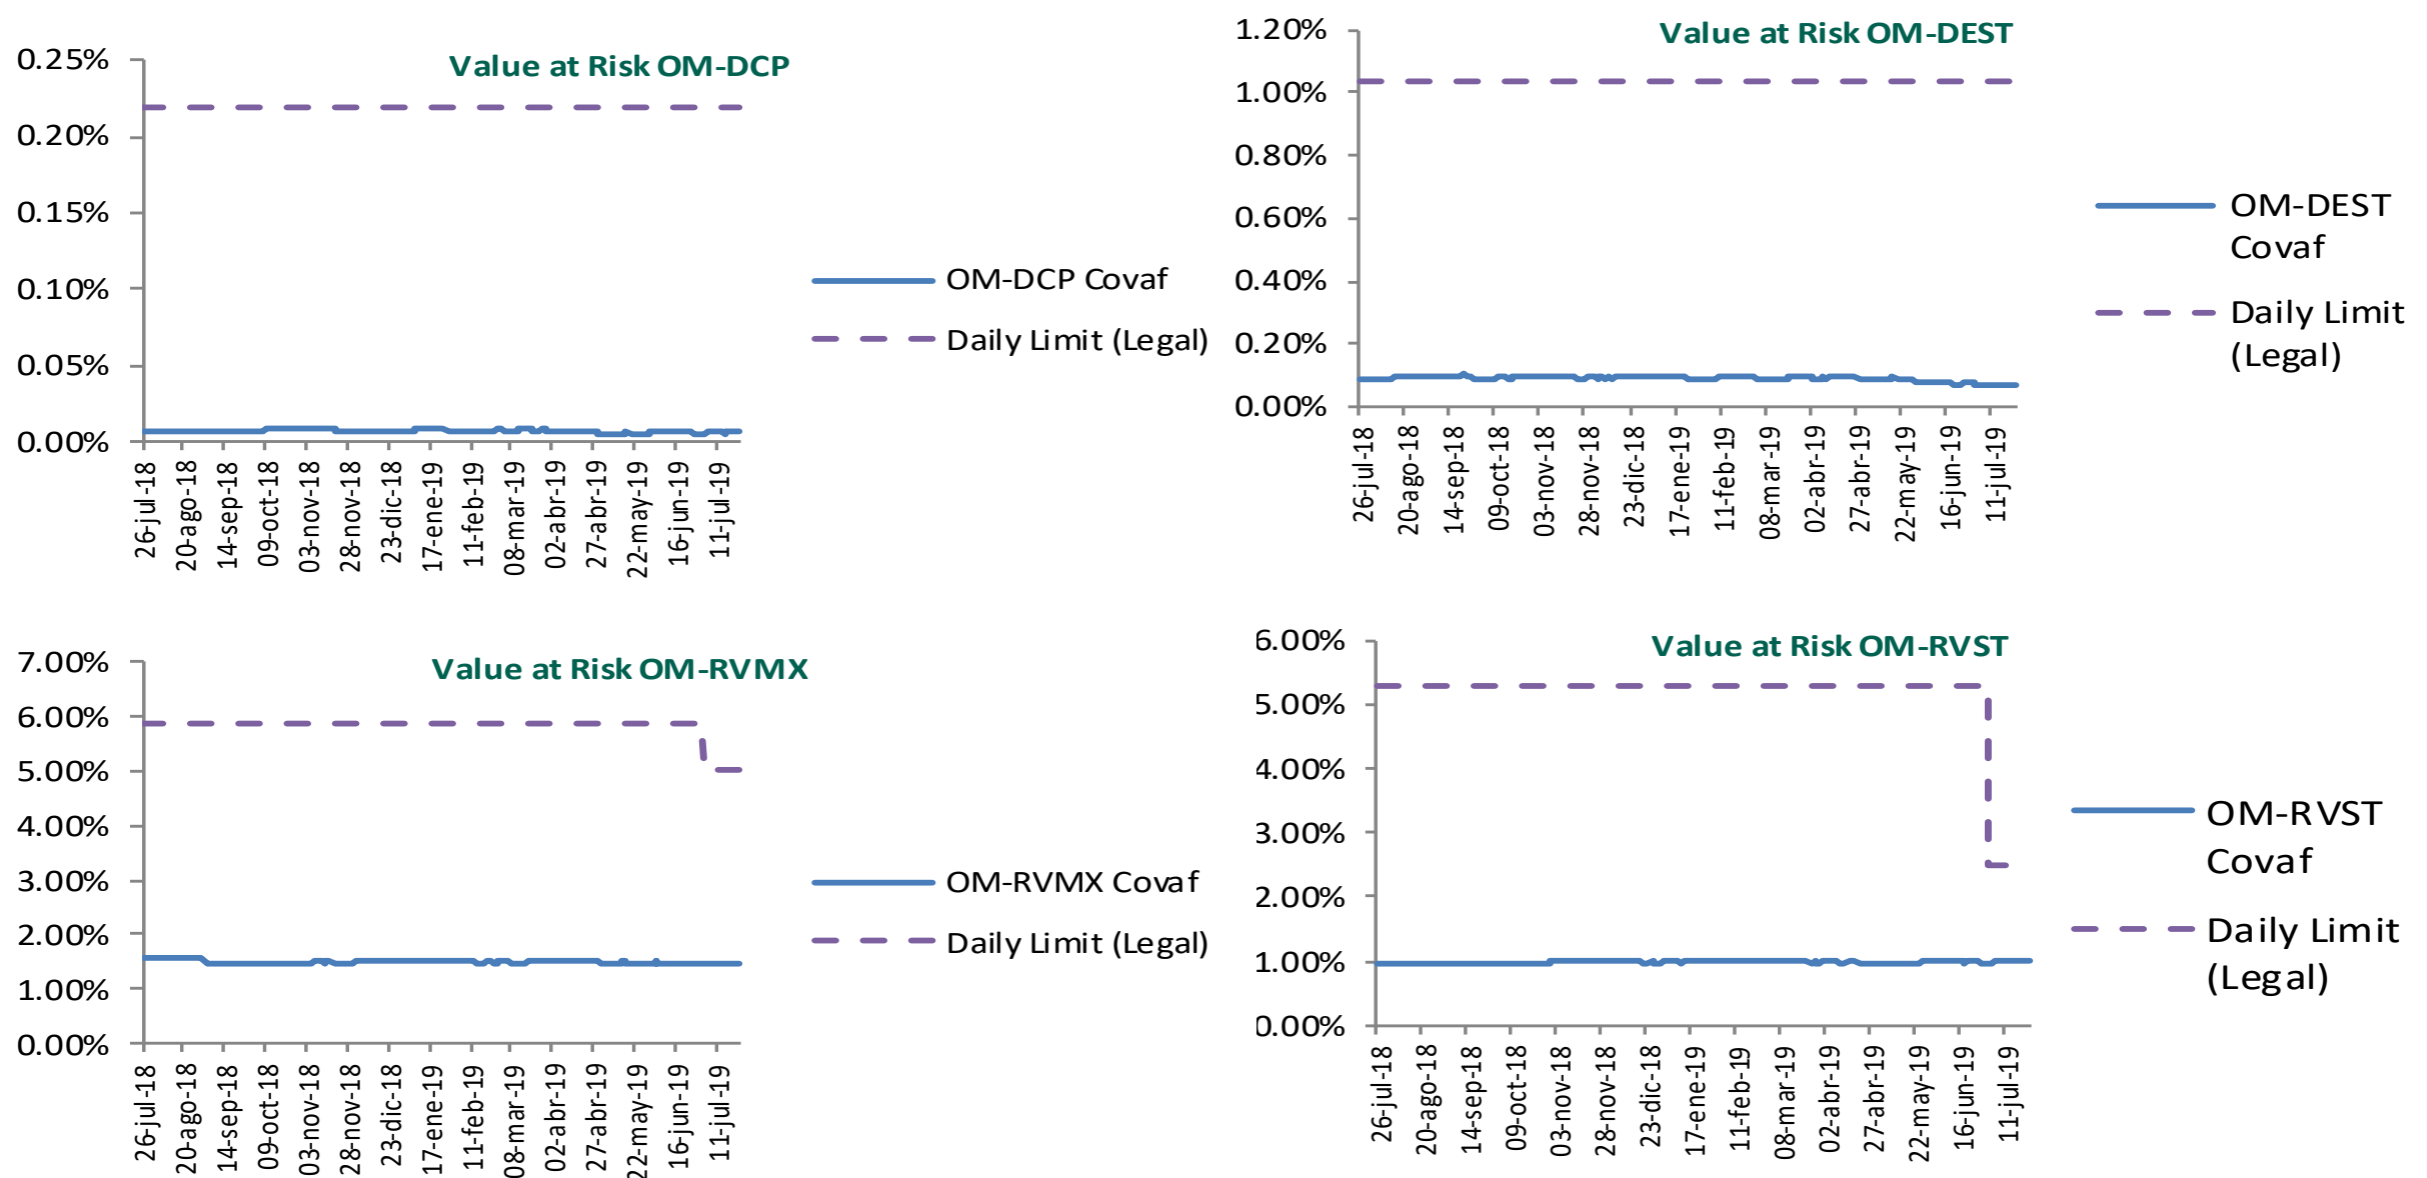 Value at Risk OM-DCP
0.25%
0.20%
0.15%
0.10%
0.05%
0.00%
26-jul-18
20-ago-18
14-sep-18
09-oct-18
03-nov-18
28-nov-18
23-dic-18
17-ene-19
11-feb-19
08-mar-19
02-abr-19
27-abr-19
22-may-19
16-jun-19
11-jul-19
OM-DCP Covaf
Daily Limit (Legal)
Value at Risk OM-DEST
1.20%
1.00%
0.80%
0.60%
0.40%
0.20%
0.00%
26-jul-18
20-ago-18
14-sep-18
09-oct-18
03-nov-18
28-nov-18
23-dic-18
17-ene-19
11-feb-19
08-mar-19
02-abr-19
27-abr-19
22-may-19
16-jun-19
11-jul-19
OM-DEST
Covaf
Daily Limit
(Legal)
Value at Risk OM-RVMX
7.00%
6.00%
5.00%
4.00%
3.00%
2.00%
1.00%
0.00%
26-jul-18
20-ago-18
14-sep-18
09-oct-18
03-nov-18
28-nov-18
23-dic-18
17-ene-19
11-feb-19
08-mar-19
02-abr-19
27-abr-19
22-may-19
16-jun-19
11-jul-19
OM-RVMX Covaf
Daily Limit (Legal)
Value at Risk OM-RVST
6.00%
5.00%
4.00%
3.00%
2.00%
1.00%
0.00%
26-jul-18
20-ago-18
14-sep-18
09-oct-18
03-nov-18
28-nov-18
23-dic-18
17-ene-19
11-feb-19
08-mar-19
02-abr-19
27-abr-19
22-may-19
16-jun-19
11-jul-19
OM-RVST
Covaf
Daily Limit
(Legal)